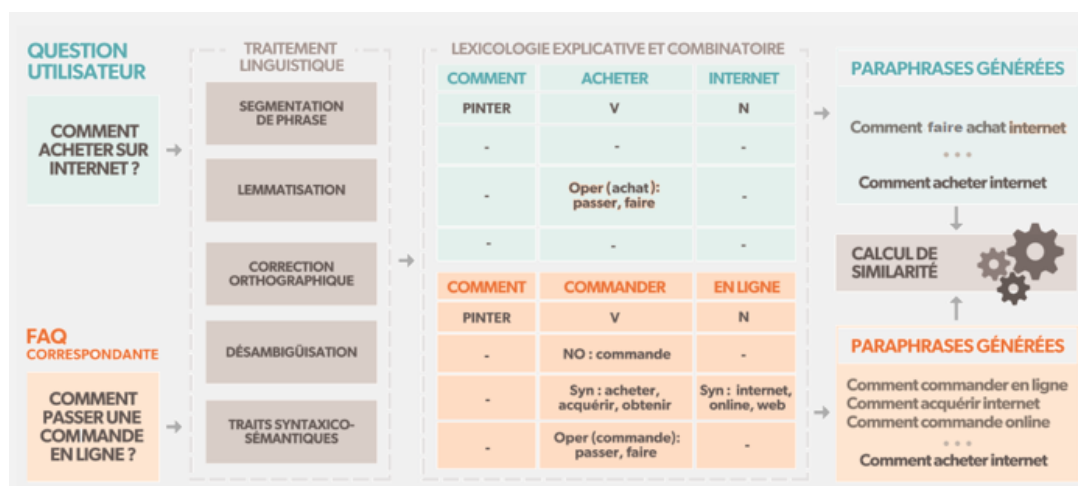 QUESTION
UTILISATEUR
COMMENT
ACHETER SUR
INTERNET ?
FAQ
CORRESPONDANTE
COMMENT
PASSER UNE
COMMANDE
EN LIGNE ?
TRAITEMENT
LINGUISTIQUE
SEGMENTATION
DE PHRASE
LEMMATISATION
CORRECTION
ORTHOGRAPHIQUE
DÉSAMBIGÜISATION
TRAITS SYNTAXICO-
SÉMANTIQUES
LEXICOLOGIE EXPLICATIVE ET COMBINATOIRE
COMMENT ACHETER INTERNET
PINTER V N
- - -
- Oper (achat): -
passer, faire
- - -
COMMENT COMMANDER EN LIGNE
PINTER V N
- NO : commande -
- Syn : acheter, Syn : internet,
acquérir, obtenir online, web
- Oper (commande): -
passer, faire
PARAPHRASES GÉNÉRÉES
Comment faire achat internet
...
Comment acheter internet
CALCUL DE
SIMILARITÉ
PARAPHRASES GÉNÉRÉES
Comment commander en ligne
Comment acquérir internet
Comment commande online
...
Comment acheter internet